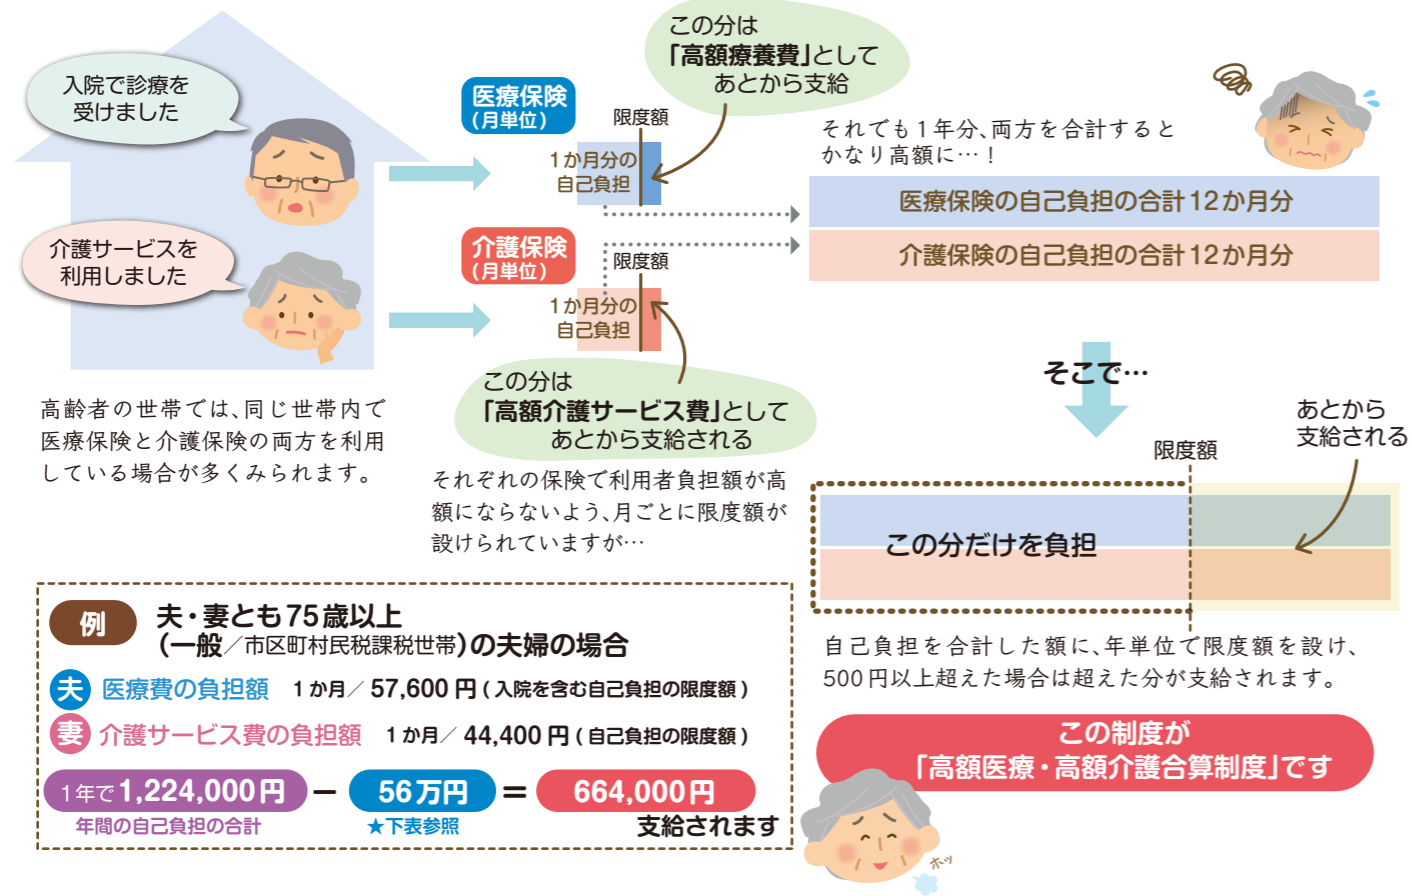 入院で診療を
受けました
介護サービスを
利用しました
高齢者の世帯では、同じ世帯内で
医療保険と介護保険の両方を利用
している場合が多くみられます。
医療保険
(月単位)
限度額
1か月分の
自己負担
この分は
「高額療養費」として
あとから支給
介護保険
(月単位)
限度額
1か月分の
自己負担
この分は
「高額介護サービス費」として
あとから支給される
それぞれの保険で利用者負担額が高
額にならないよう、月ごとに限度額が
設けられていますが…
それでも1年分、両方を合計すると
かなり高額に…!
医療保険の自己負担の合計12か月分
介護保険の自己負担の合計12か月分
そこで…
限度額
あとから
支給される
この分だけを負担
自己負担を合計した額に、年単位で限度額を設け、
500円以上超えた場合は超えた分が支給されます。
この制度が
「高額医療・高額介護合算制度」です
ホッ
例
夫・妻とも75歳以上
(一般/市区町村民税課税世帯)の夫婦の場合
夫 医療費の負担額 1か月/57,600円(入院を含む自己負担の限度額)
妻 介護サービス費の負担額 1か月/44,400円(自己負担の限度額)
1年で1,224,000円 − 56万円 = 664,000円
年間の自己負担の合計 ★下表参照 支給されます